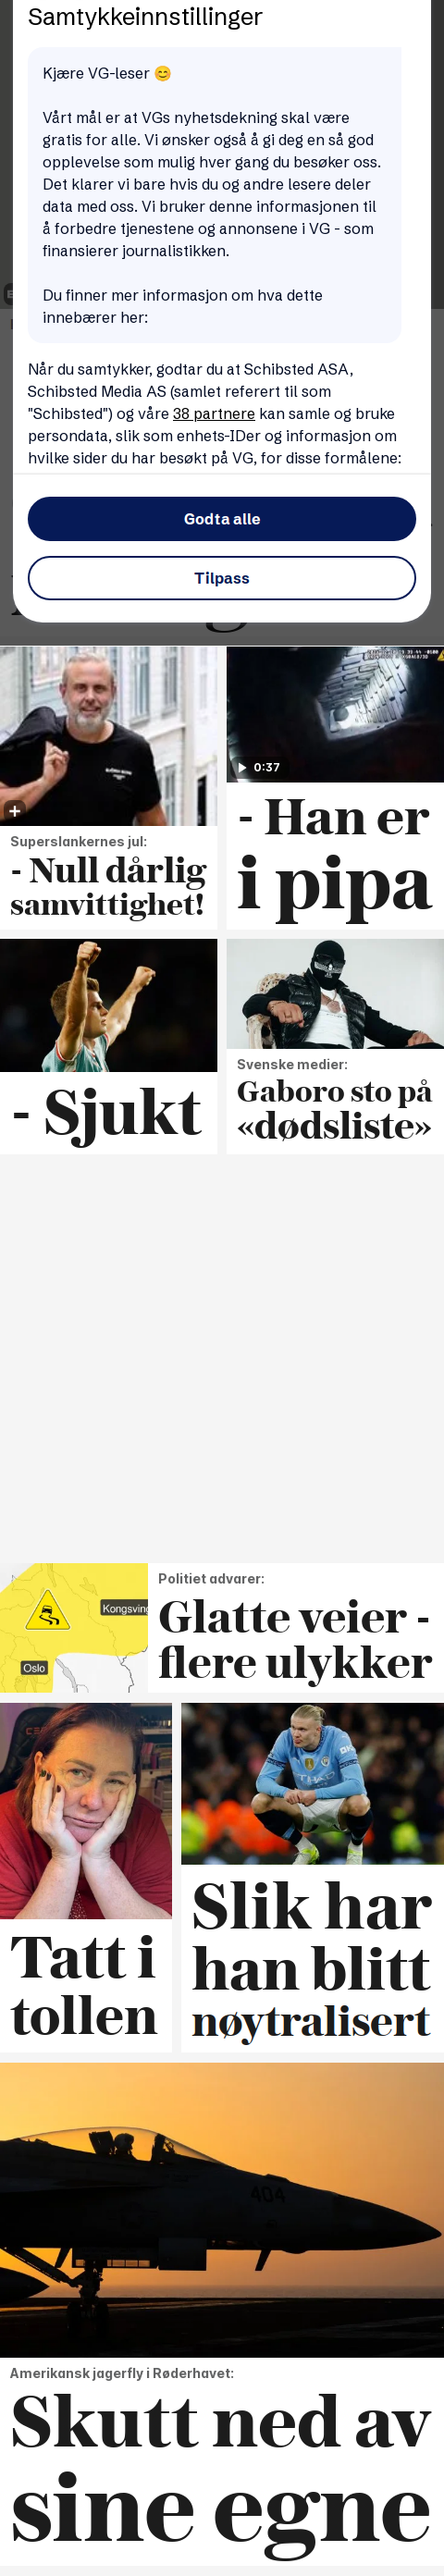 Samtykkeinnstillinger
Kjære VG-leser 😊
Vårt mål er at VGs nyhetsdekning skal være
gratis for alle. Vi ønsker også å gi deg en så god
opplevelse som mulig hver gang du besøker oss.
Det klarer vi bare hvis du og andre lesere deler
data med oss. Vi bruker denne informasjonen til
å forbedre tjenestene og annonsene i VG - som
finansierer journalistikken.
Du finner mer informasjon om hva dette
innebærer her:
Når du samtykker, godtar du at Schibsted ASA,
Schibsted Media AS (samlet referert til som
"Schibsted") og våre 38 partnere kan samle og bruke
persondata, slik som enhets-IDer og informasjon om
hvilke sider du har besøkt på VG, for disse formålene:
Godta alle
Tilpass
Superslankernes jul:
- Null dårlig
samvittighet!
0:37
- Han er
i pipa
- Sjukt
Svenske medier:
Gaboro sto på
«dødsliste»
Kongsving
Oslo
Politiet advarer:
Glatte veier -
flere ulykker
Tatt i
tollen
Slik har
han blitt
nøytralisert
404
Amerikansk jagerfly i Rødehavet:
Skutt ned av
sine egne